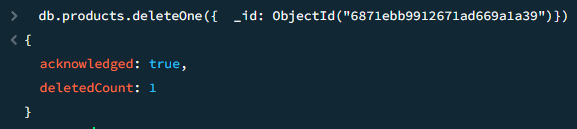 > db.products.deleteOne({  _id: ObjectId("6871ebb9912671ad669a1a39")})
< {
acknowledged: true,
deletedCount: 1
}